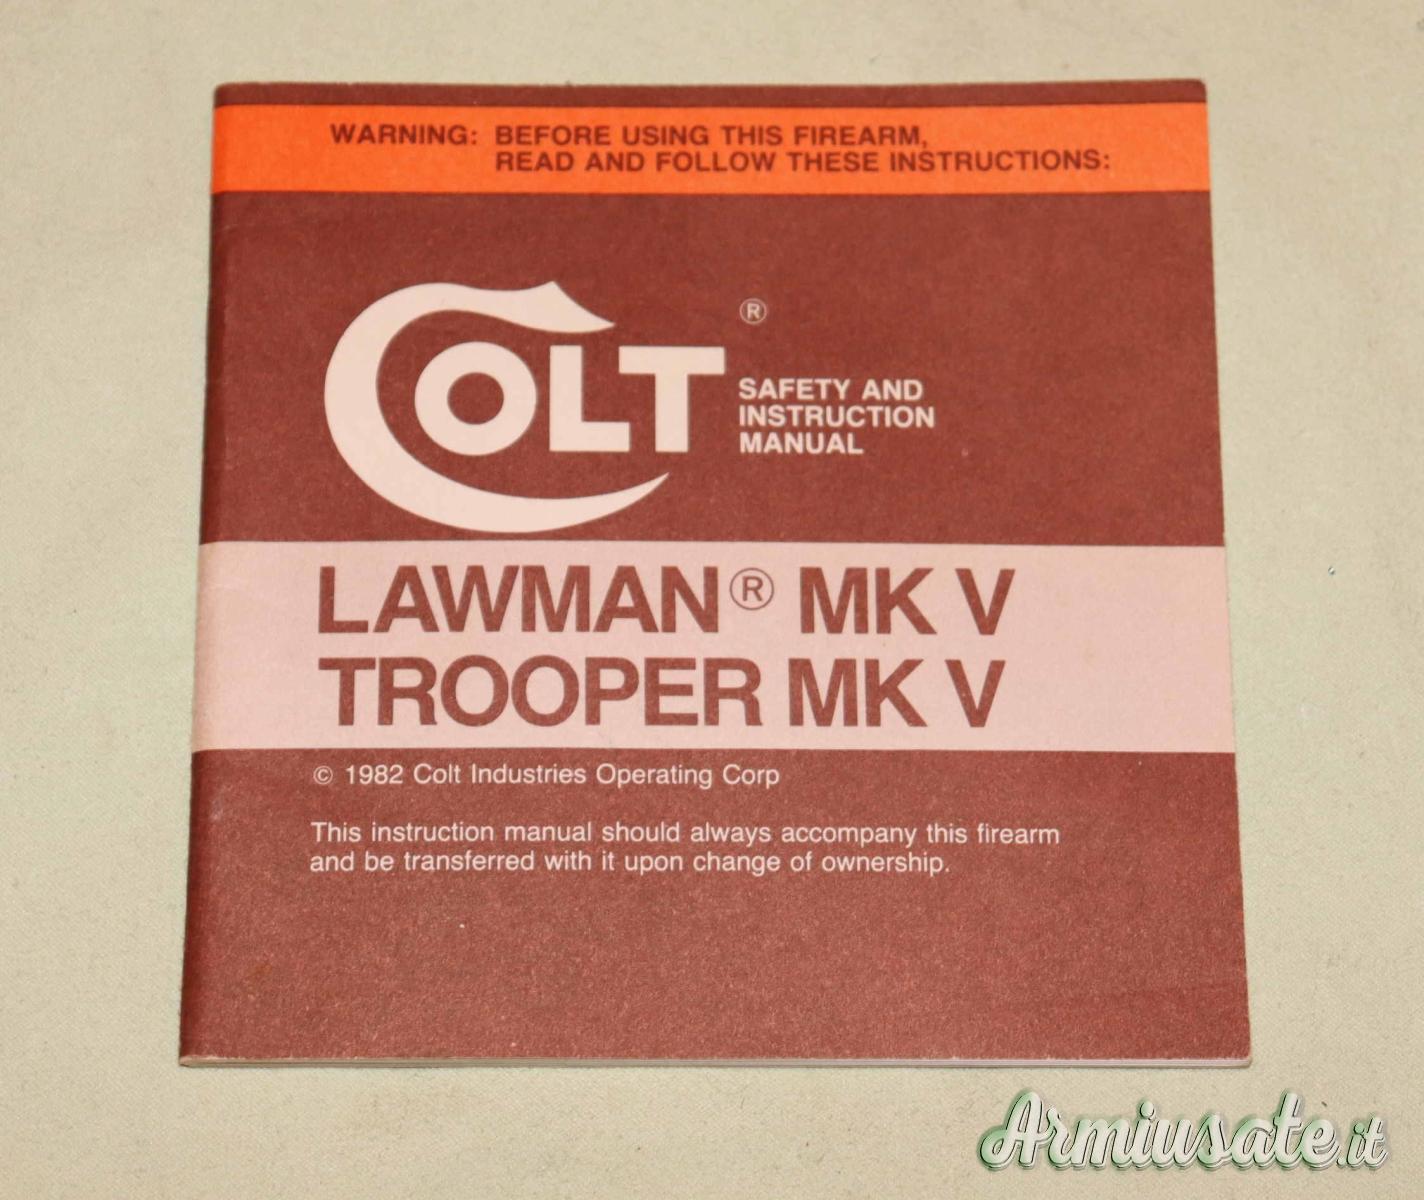 WARNING: BEFORE USING THIS FIREARM,
READ AND FOLLOW THESE INSTRUCTIONS:
COLT ®
SAFETY AND
INSTRUCTION
MANUAL
LAWMAN® MK V
TROOPER MK V
© 1982 Colt Industries Operating Corp
This instruction manual should always accompany this firearm
and be transferred with it upon change of ownership.
Armiusate.it